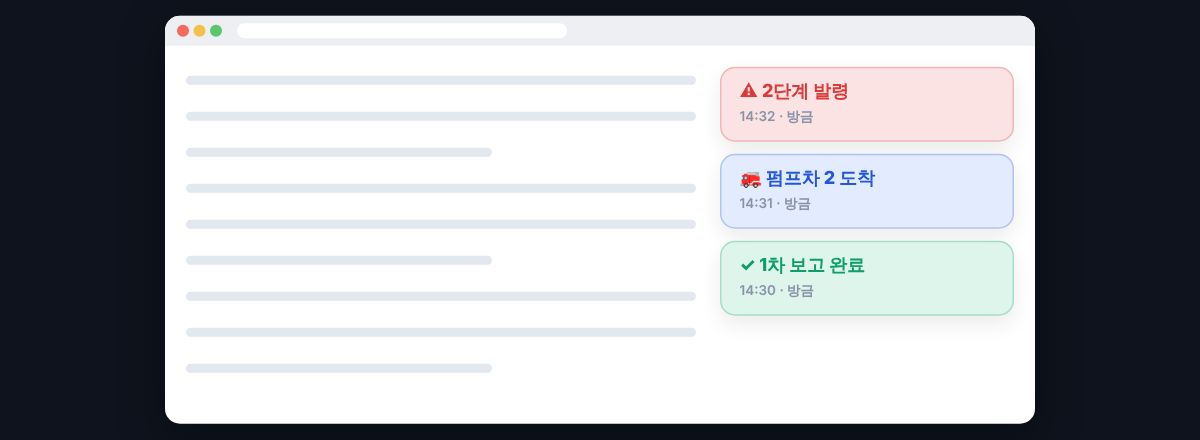 ⚠ 2단계 발령
14:32 · 방금
🚒 펌프차 2 도착
14:31 · 방금
✓ 1차 보고 완료
14:30 · 방금